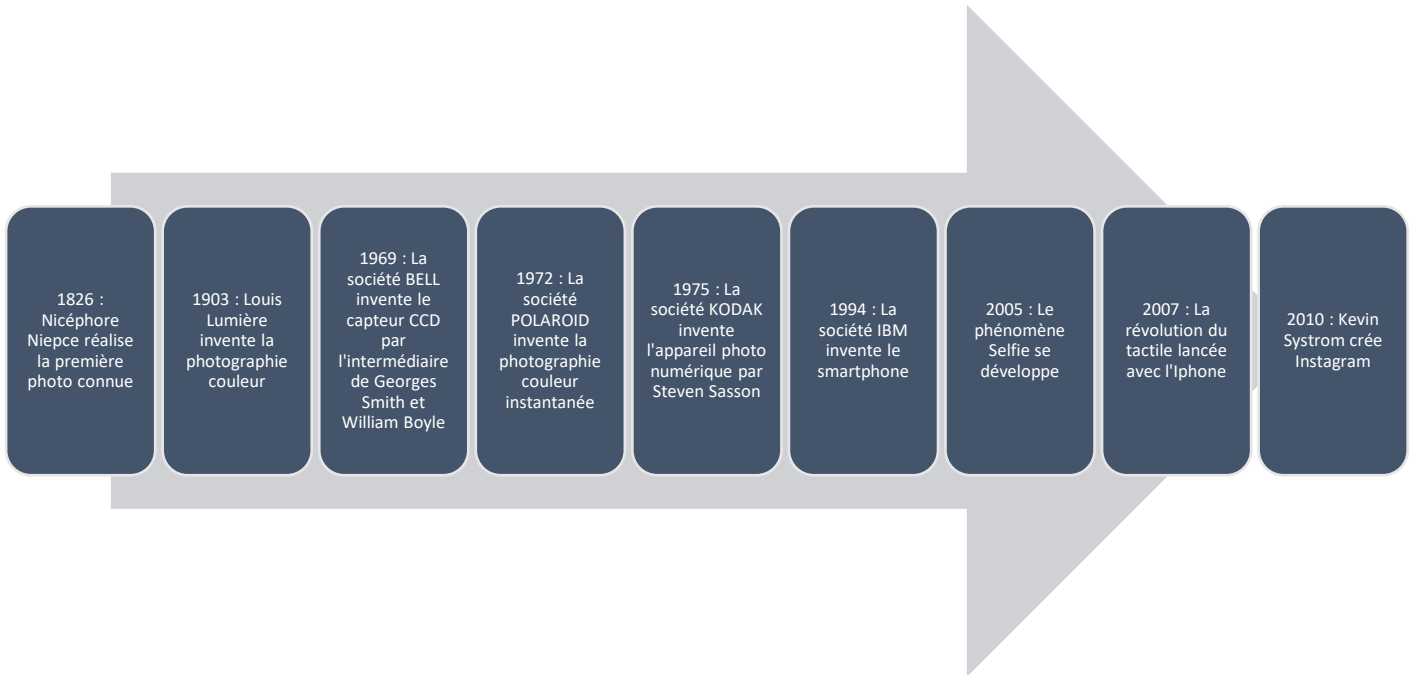 1826 :
Nicéphore
Niepce réalise
la première
photo connue
1903 : Louis
Lumière
invente la
photographie
couleur
1969 : La
société BELL
invente le
capteur CCD
par
l'intermédiaire
de Georges
Smith et
William Boyle
1972 : La
société
POLAROID
invente la
photographie
couleur
instantanée
1975 : La
société KODAK
invente
l'appareil photo
numérique par
Steven Sasson
1994 : La
société IBM
invente le
smartphone
2005 : Le
phénomène
Selfie se
développe
2007 : La
révolution du
tactile lancée
avec l'Iphone
2010 : Kevin
Systrom crée
Instagram